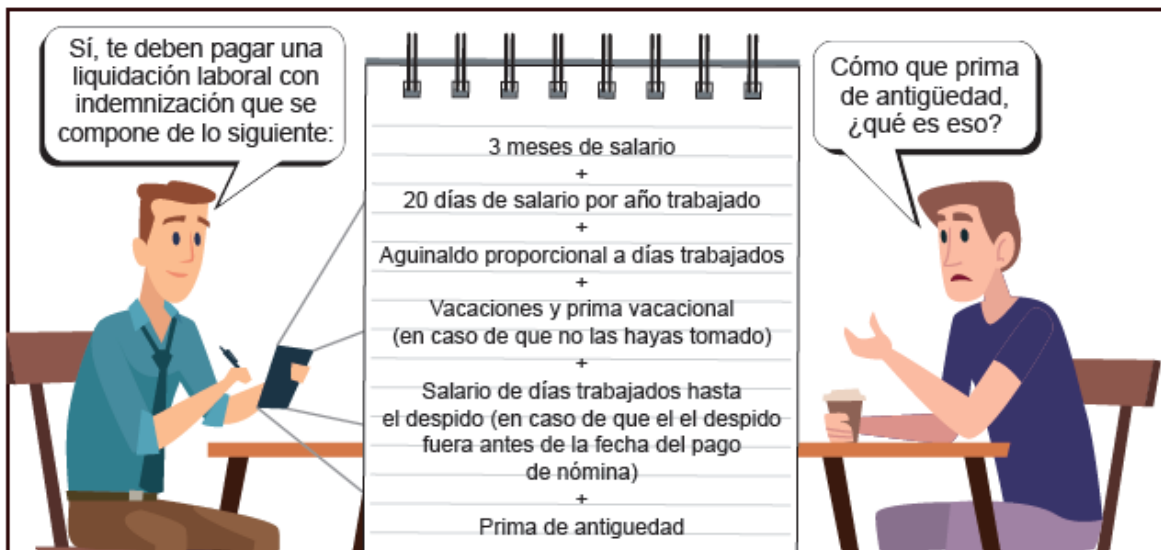 Sí, te deben pagar una
liquidación laboral con
indemnización que se
compone de lo siguiente:
3 meses de salario
+
20 días de salario por año trabajado
+
Aguinaldo proporcional a días trabajados
+
Vacaciones y prima vacacional
(en caso de que no las hayas tomado)
+
Salario de días trabajados hasta
el despido (en caso de que el el despido
fuera antes de la fecha del pago
de nómina)
+
Prima de antiguedad
Cómo que prima
de antigüedad,
¿qué es eso?